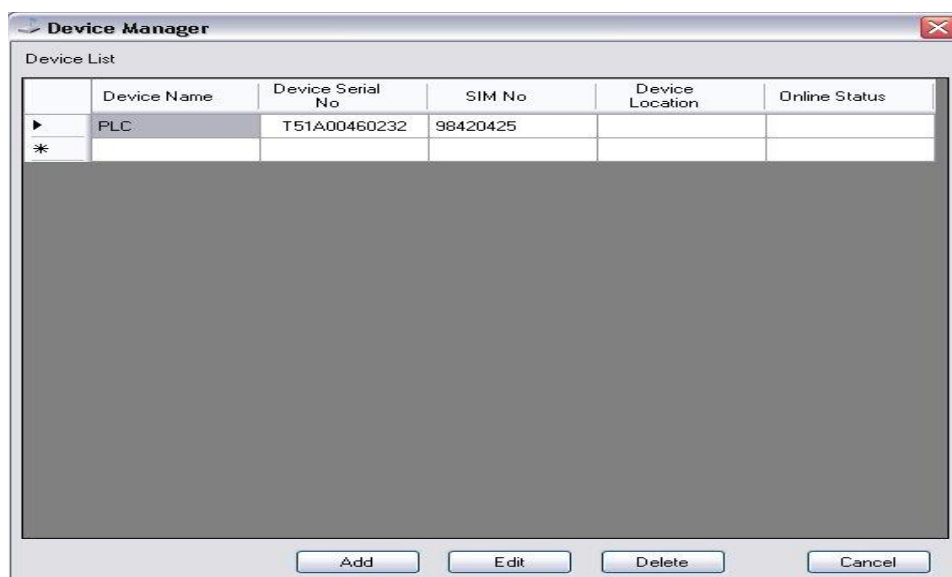 Device Manager
Device List
Device Name Device Serial No SIM No Device Location Online Status
PLC T51A00460232 98420425
Add Edit Delete Cancel